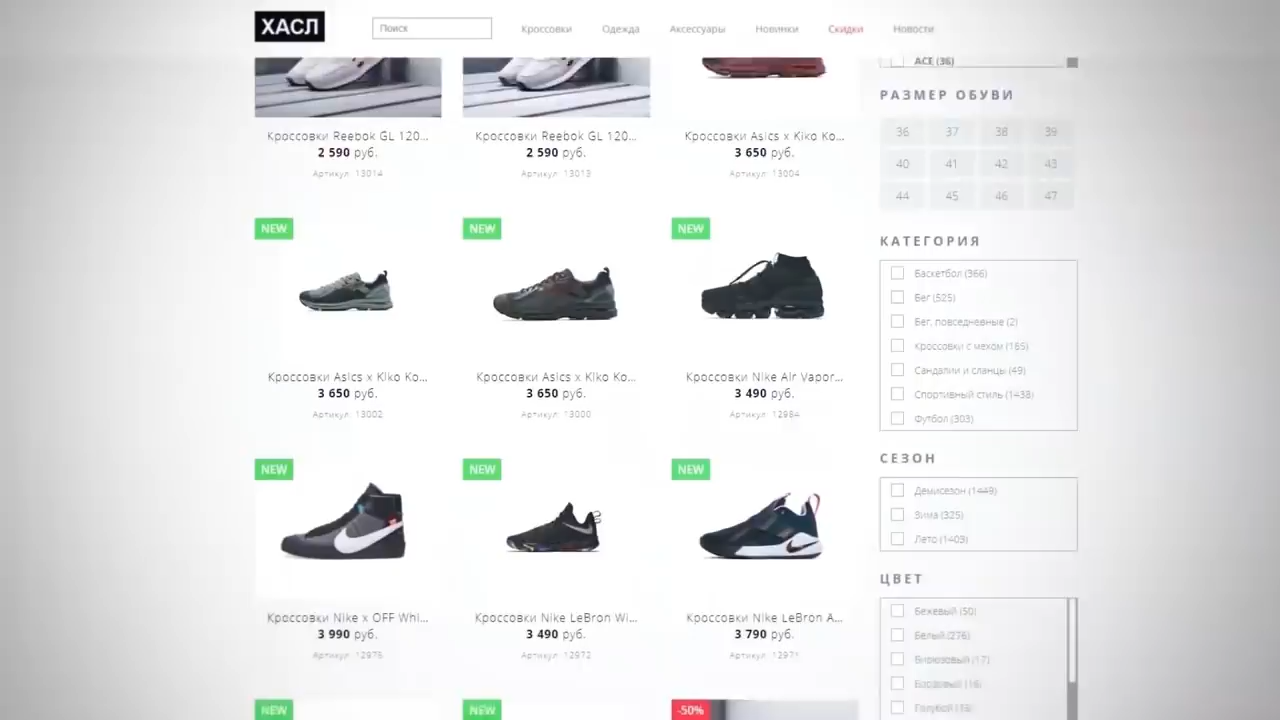 ХАСЛ
Поиск
Кроссовки Одежда Аксессуары Новинки Скидки Новости
Кроссовки Reebok GL 120... Кроссовки Reebok GL 120... Кроссовки Asics x Kiko Ko...
2 590 руб. 2 590 руб. 3 650 руб.
Артикул: 13014 Артикул: 13013 Артикул: 13004
NEW NEW NEW
Кроссовки Asics x Kiko Ko... Кроссовки Asics x Kiko Ko... Кроссовки Nike Air Vapor...
3 650 руб. 3 650 руб. 3 490 руб.
Артикул: 13002 Артикул: 13000 Артикул: 12984
NEW NEW NEW
Кроссовки Nike x OFF Whi... Кроссовки Nike LeBron Wi... Кроссовки Nike LeBron A...
3 990 руб. 3 490 руб. 3 790 руб.
Артикул: 12975 Артикул: 12972 Артикул: 12971
NEW NEW -50%
ACE (36)
РАЗМЕР ОБУВИ
36 37 38 39
40 41 42 43
44 45 46 47
КАТЕГОРИЯ
Баскетбол (366)
Бег (525)
Бег, повседневные (2)
Кроссовки с мехом (165)
Сандалии и сланцы (49)
Спортивный стиль (1438)
Футбол (303)
СЕЗОН
Демисезон (1449)
Зима (325)
Лето (1403)
ЦВЕТ
Бежевый (50)
Белый (276)
Бирюзовый (17)
Бордовый (16)
Голубой